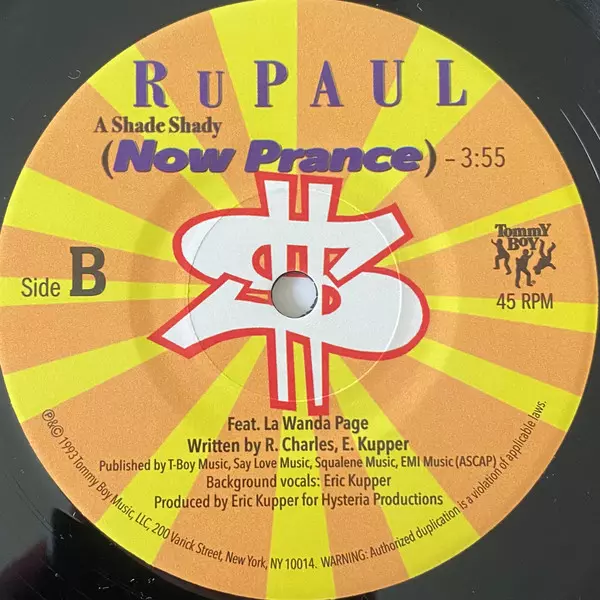 RuPAUL
A Shade Shady
(Now Prance) – 3:55
Side B
$
Tommy
Boy
45 RPM
Feat. La Wanda Page
Written by R. Charles, E. Kupper
Published by T-Boy Music, Say Love Music, Squalene Music, EMI Music (ASCAP)
Background vocals: Eric Kupper
Produced by Eric Kupper for Hysteria Productions
℗&© 1993 Tommy Boy Music, LLC, 200 Varick Street, New York, NY 10014. WARNING: Authorized duplication is a violation of applicable laws.